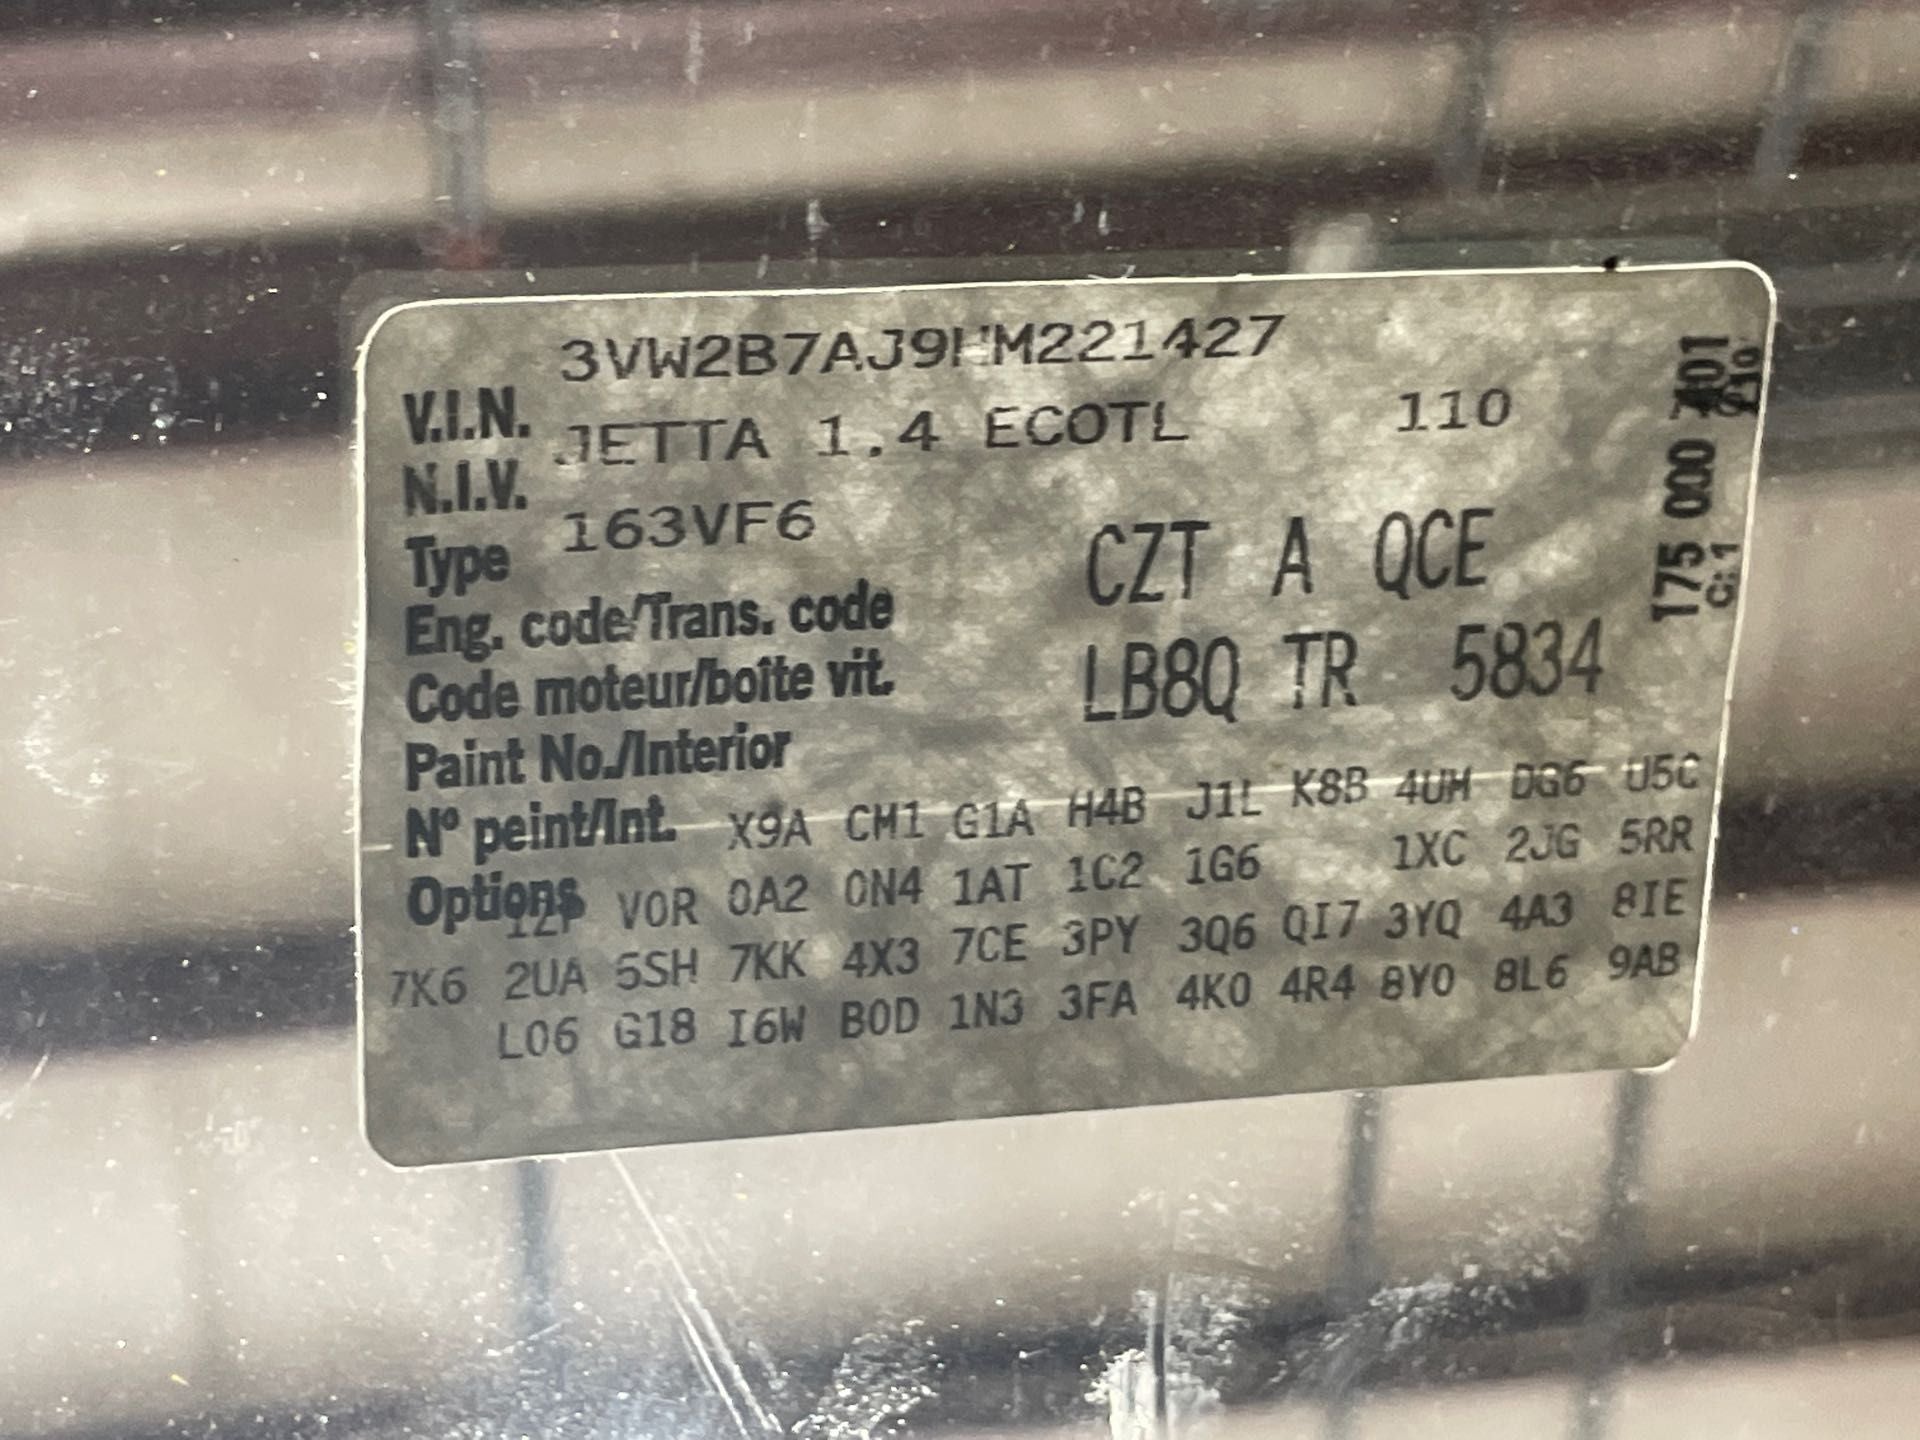 3VW2B7AJ9HM221427
V.I.N.
JETTA 1.4 ECOTL 110
N.I.V.
163VF6
Type
CZT A QCE
Eng. code/Trans. code
Code moteur/boîte vit.
LB8Q TR 5834
Paint No./Interior
N° peint/Int.
X9A CM1 G1A H4B J1L K8B 4UM DG6 U5C
Options
V0R 0A2 0N4 1AT 1C2 1G6 1XC 2JG 5RR
7K6 2UA 5SH 7KK 4X3 7CE 3PY 3Q6 QI7 3YQ 4A3 8IE
L06 G18 I6W B0D 1N3 3FA 4K0 4R4 8Y0 8L6 9AB
175 000
C:1